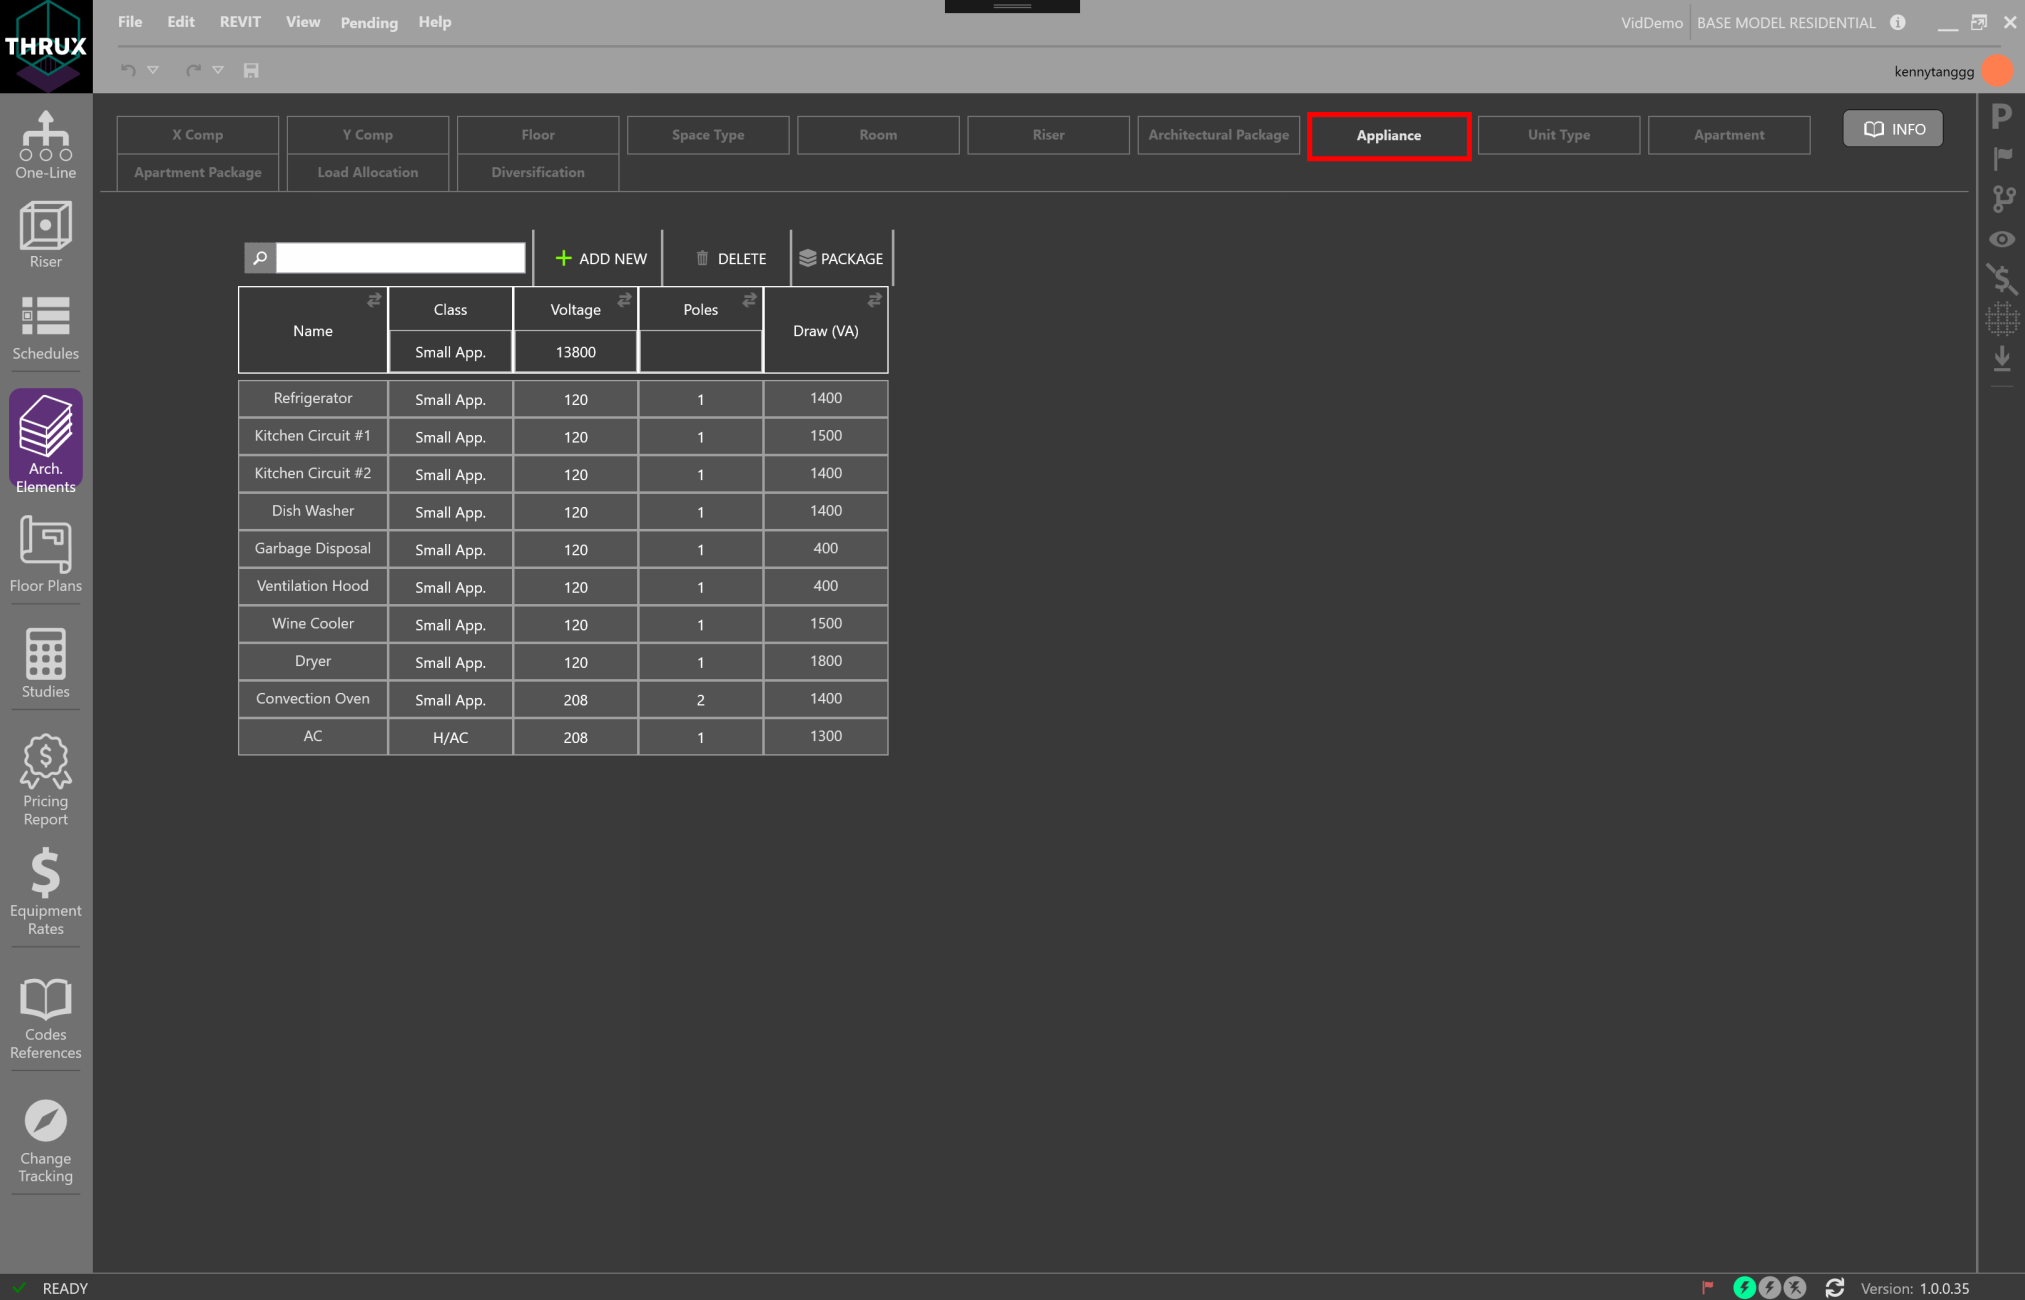 THRUX
File Edit REVIT View Pending Help
VidDemo BASE MODEL RESIDENTIAL
kennytanggg
One-Line
Riser
Schedules
Arch.
Elements
Floor Plans
Studies
Pricing
Report
Equipment
Rates
Codes
References
Change
Tracking
X Comp Y Comp Floor Space Type Room Riser Architectural Package Appliance Unit Type Apartment
Apartment Package Load Allocation Diversification
INFO
ADD NEW DELETE PACKAGE
Name Class Voltage Poles Draw (VA)
Small App. 13800
Refrigerator Small App. 120 1 1400
Kitchen Circuit #1 Small App. 120 1 1500
Kitchen Circuit #2 Small App. 120 1 1400
Dish Washer Small App. 120 1 1400
Garbage Disposal Small App. 120 1 400
Ventilation Hood Small App. 120 1 400
Wine Cooler Small App. 120 1 1500
Dryer Small App. 120 1 1800
Convection Oven Small App. 208 2 1400
AC H/AC 208 1 1300
P
READY
Version: 1.0.0.35